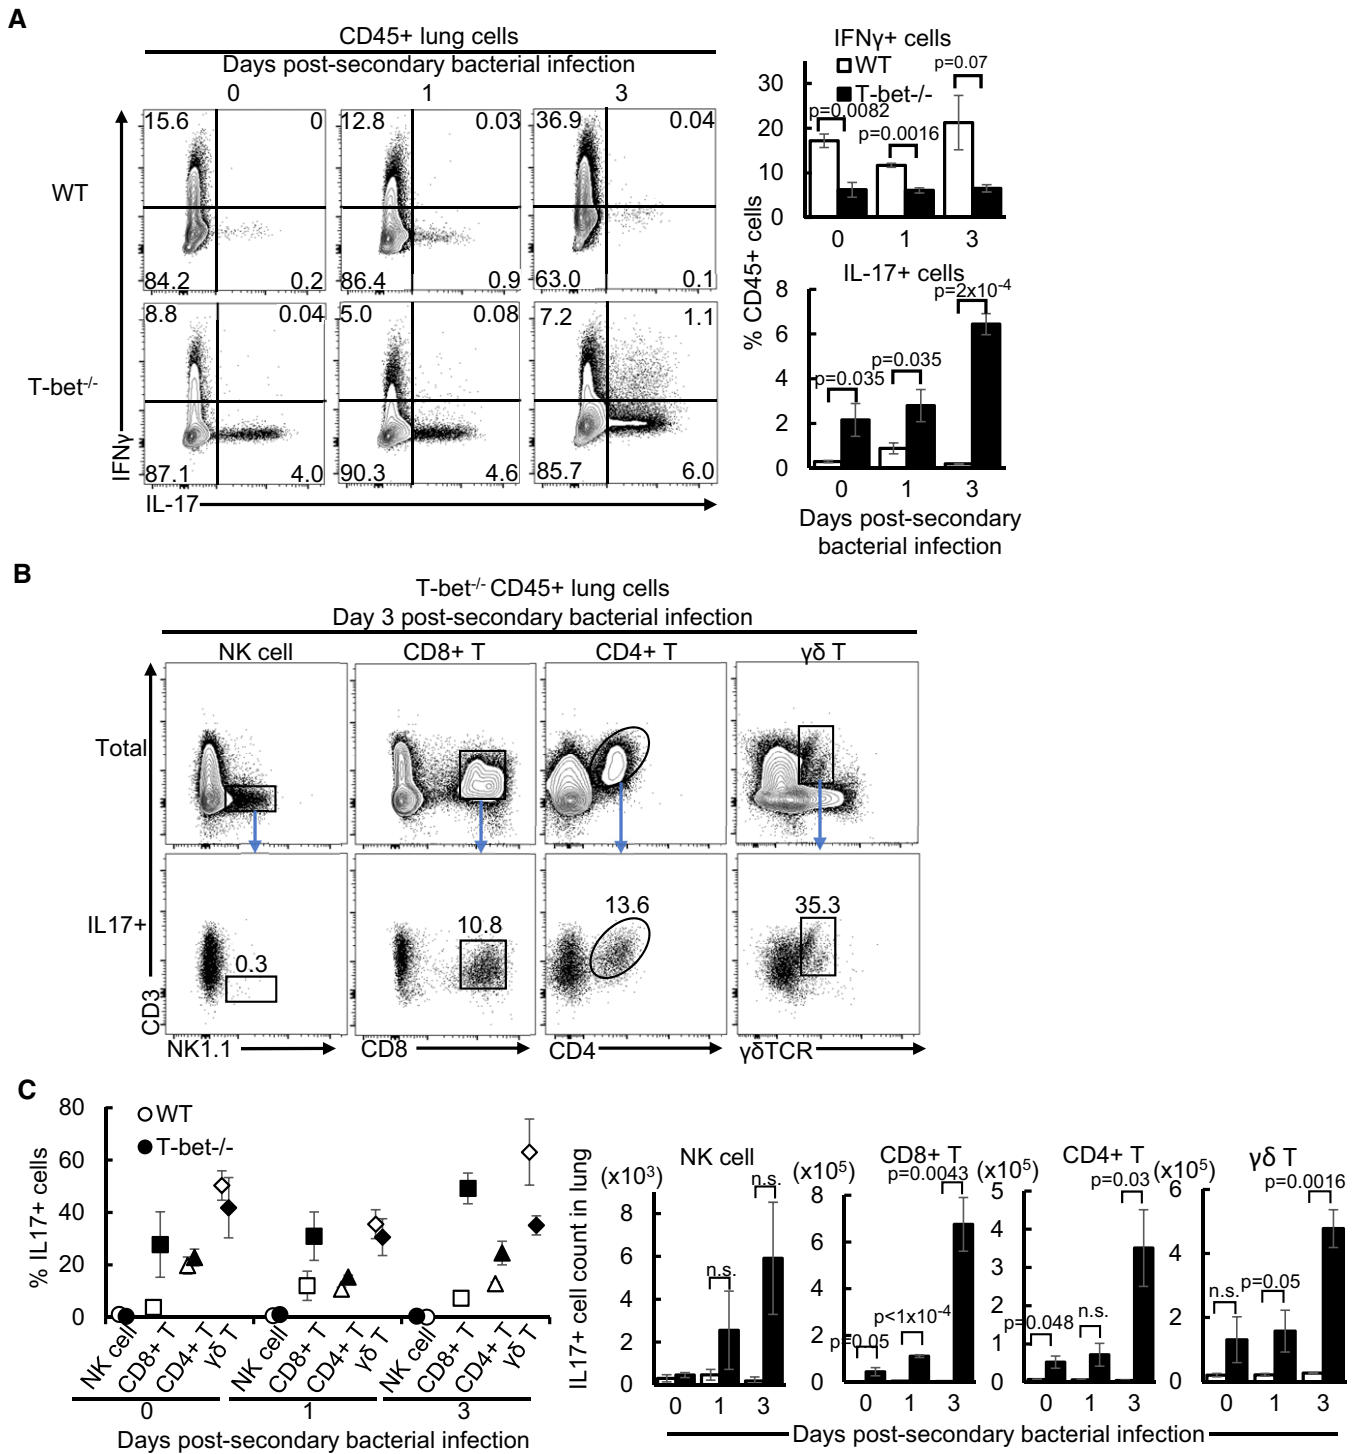 A
CD45+ lung cells
Days post-secondary bacterial infection
0 1 3
WT
15.6 0
84.2 0.2
12.8 0.03
86.4 0.9
36.9 0.04
63.0 0.1
T-bet-/-
8.8 0.04
87.1 4.0
5.0 0.08
90.3 4.6
7.2 1.1
85.7 6.0
IFNγ
IL-17
IFNγ+ cells
WT
T-bet-/-
p=0.0082
p=0.0016
p=0.07
30
20
10
0
0 1 3
% CD45+ cells
IL-17+ cells
p=0.035
p=0.035
p=2x10-4
8
6
4
2
0
0 1 3
Days post-secondary
bacterial infection
B
T-bet-/- CD45+ lung cells
Day 3 post-secondary bacterial infection
NK cell CD8+ T CD4+ T γδ T
Total
IL17+
0.3 10.8 13.6 35.3
CD3
NK1.1 CD8 CD4 γδTCR
C
WT
T-bet-/-
80
60
40
20
0
% IL17+ cells
NK cell CD8+ T CD4+ T γδ T
NK cell CD8+ T CD4+ T γδ T
NK cell CD8+ T CD4+ T γδ T
0 1 3
Days post-secondary bacterial infection
IL17+ cell count in lung
NK cell
(x10³)
8
6
4
2
0
n.s.
n.s.
0 1 3
CD8+ T
(x10⁵)
8
6
4
2
0
p=0.05
p<1x10-4
p=0.0043
0 1 3
CD4+ T
(x10⁵)
5
4
3
2
1
0
p=0.048
n.s.
p=0.03
0 1 3
γδ T
(x10⁵)
6
4
2
0
n.s.
p=0.05
p=0.0016
0 1 3
Days post-secondary bacterial infection